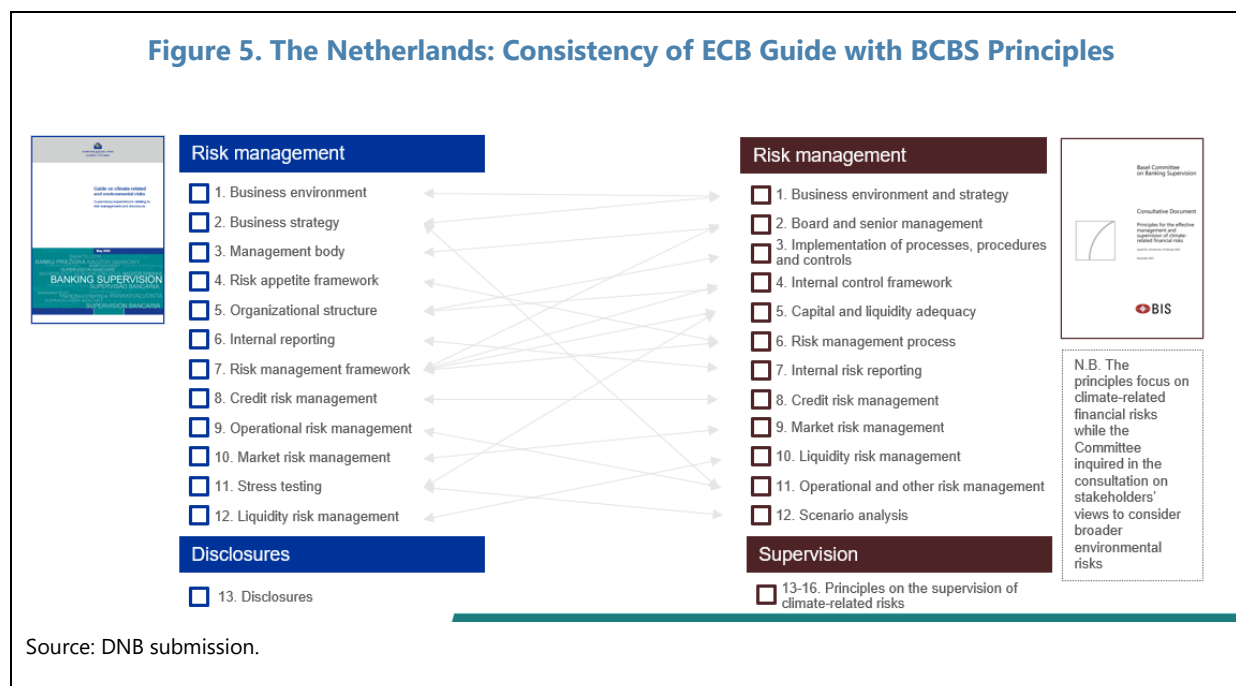 Figure 5. The Netherlands: Consistency of ECB Guide with BCBS Principles
Guide on climate-related
and environmental risks
Supervisory expectations relating to
risk management and disclosure
BANKING SUPERVISION
Risk management
1. Business environment
2. Business strategy
3. Management body
4. Risk appetite framework
5. Organizational structure
6. Internal reporting
7. Risk management framework
8. Credit risk management
9. Operational risk management
10. Market risk management
11. Stress testing
12. Liquidity risk management
Disclosures
13. Disclosures
Risk management
1. Business environment and strategy
2. Board and senior management
3. Implementation of processes, procedures
and controls
4. Internal control framework
5. Capital and liquidity adequacy
6. Risk management process
7. Internal risk reporting
8. Credit risk management
9. Market risk management
10. Liquidity risk management
11. Operational and other risk management
12. Scenario analysis
Supervision
13-16. Principles on the supervision of
climate-related risks
Basel Committee
on Banking Supervision
Consultative Document
Principles for the effective
management and
supervision of climate-
related financial risks
BIS
N.B. The
principles focus on
climate-related
financial risks
while the
Committee
inquired in the
consultation on
stakeholders'
views to consider
broader
environmental
risks
Source: DNB submission.